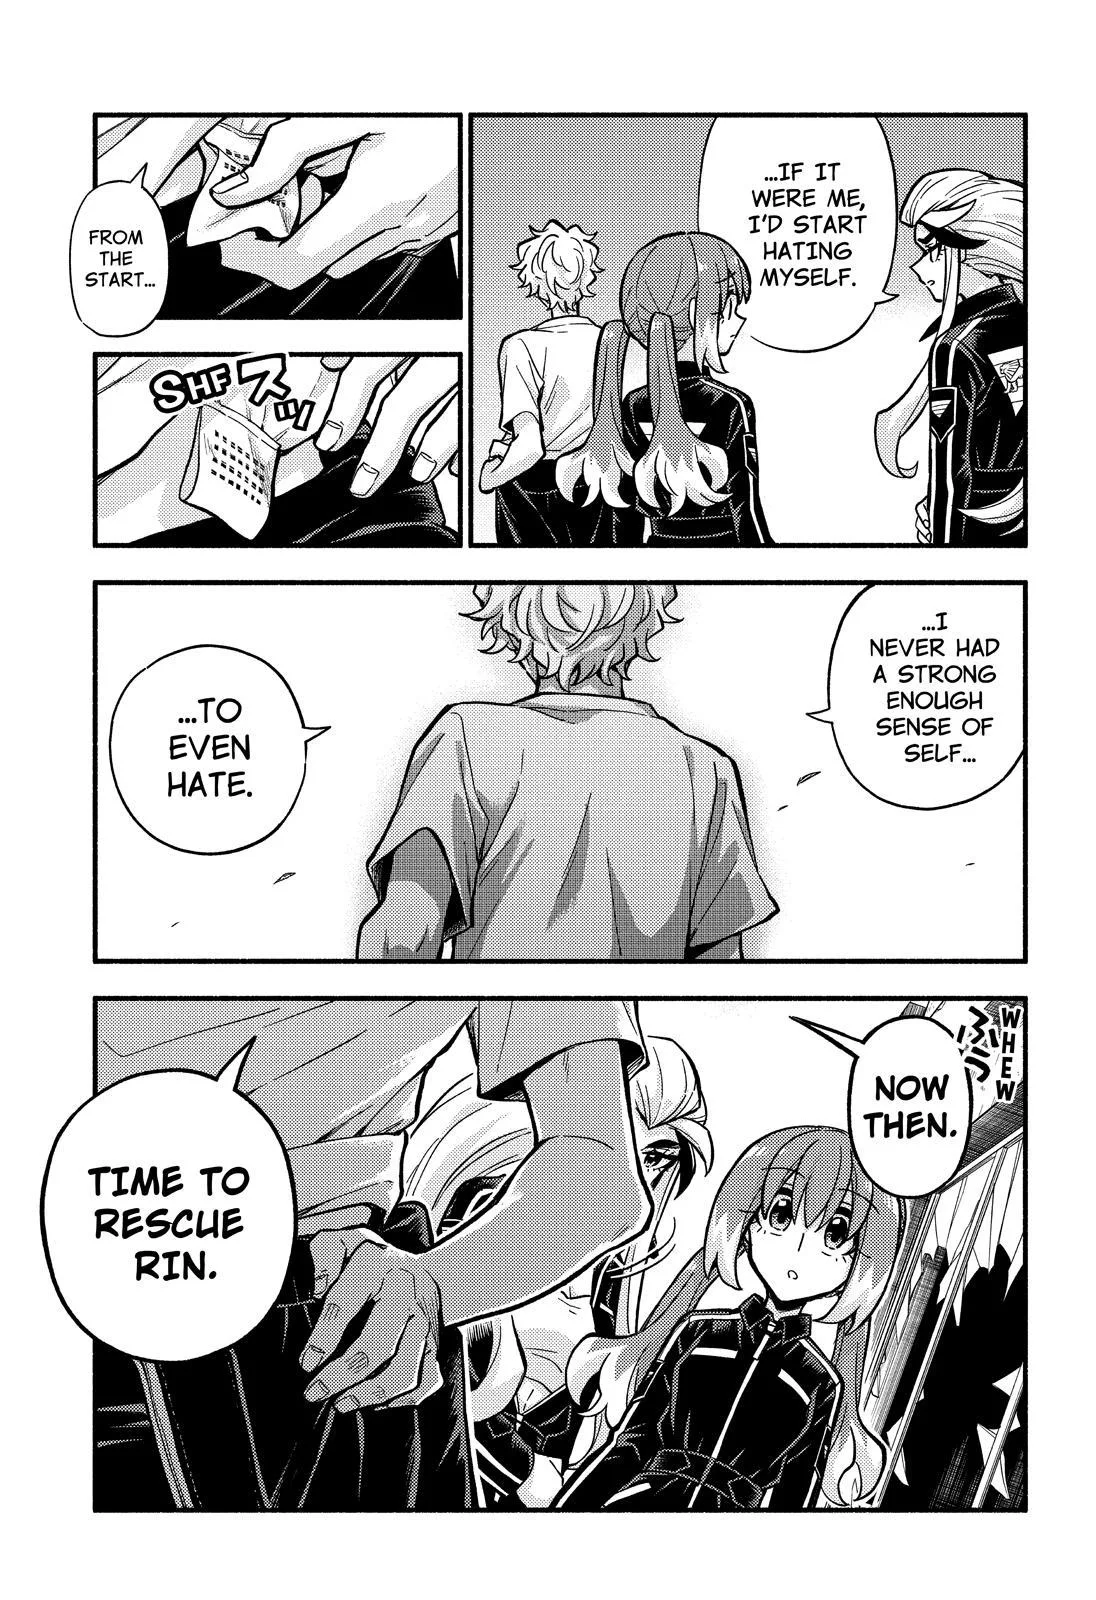 ...IF IT
WERE ME,
I'D START
HATING
MYSELF.
FROM
THE
START...
SHF
ズッ
...I
NEVER HAD
A STRONG
ENOUGH
SENSE OF
SELF...
...TO
EVEN
HATE.
WHEW
ふぅ
NOW
THEN.
TIME TO
RESCUE
RIN.